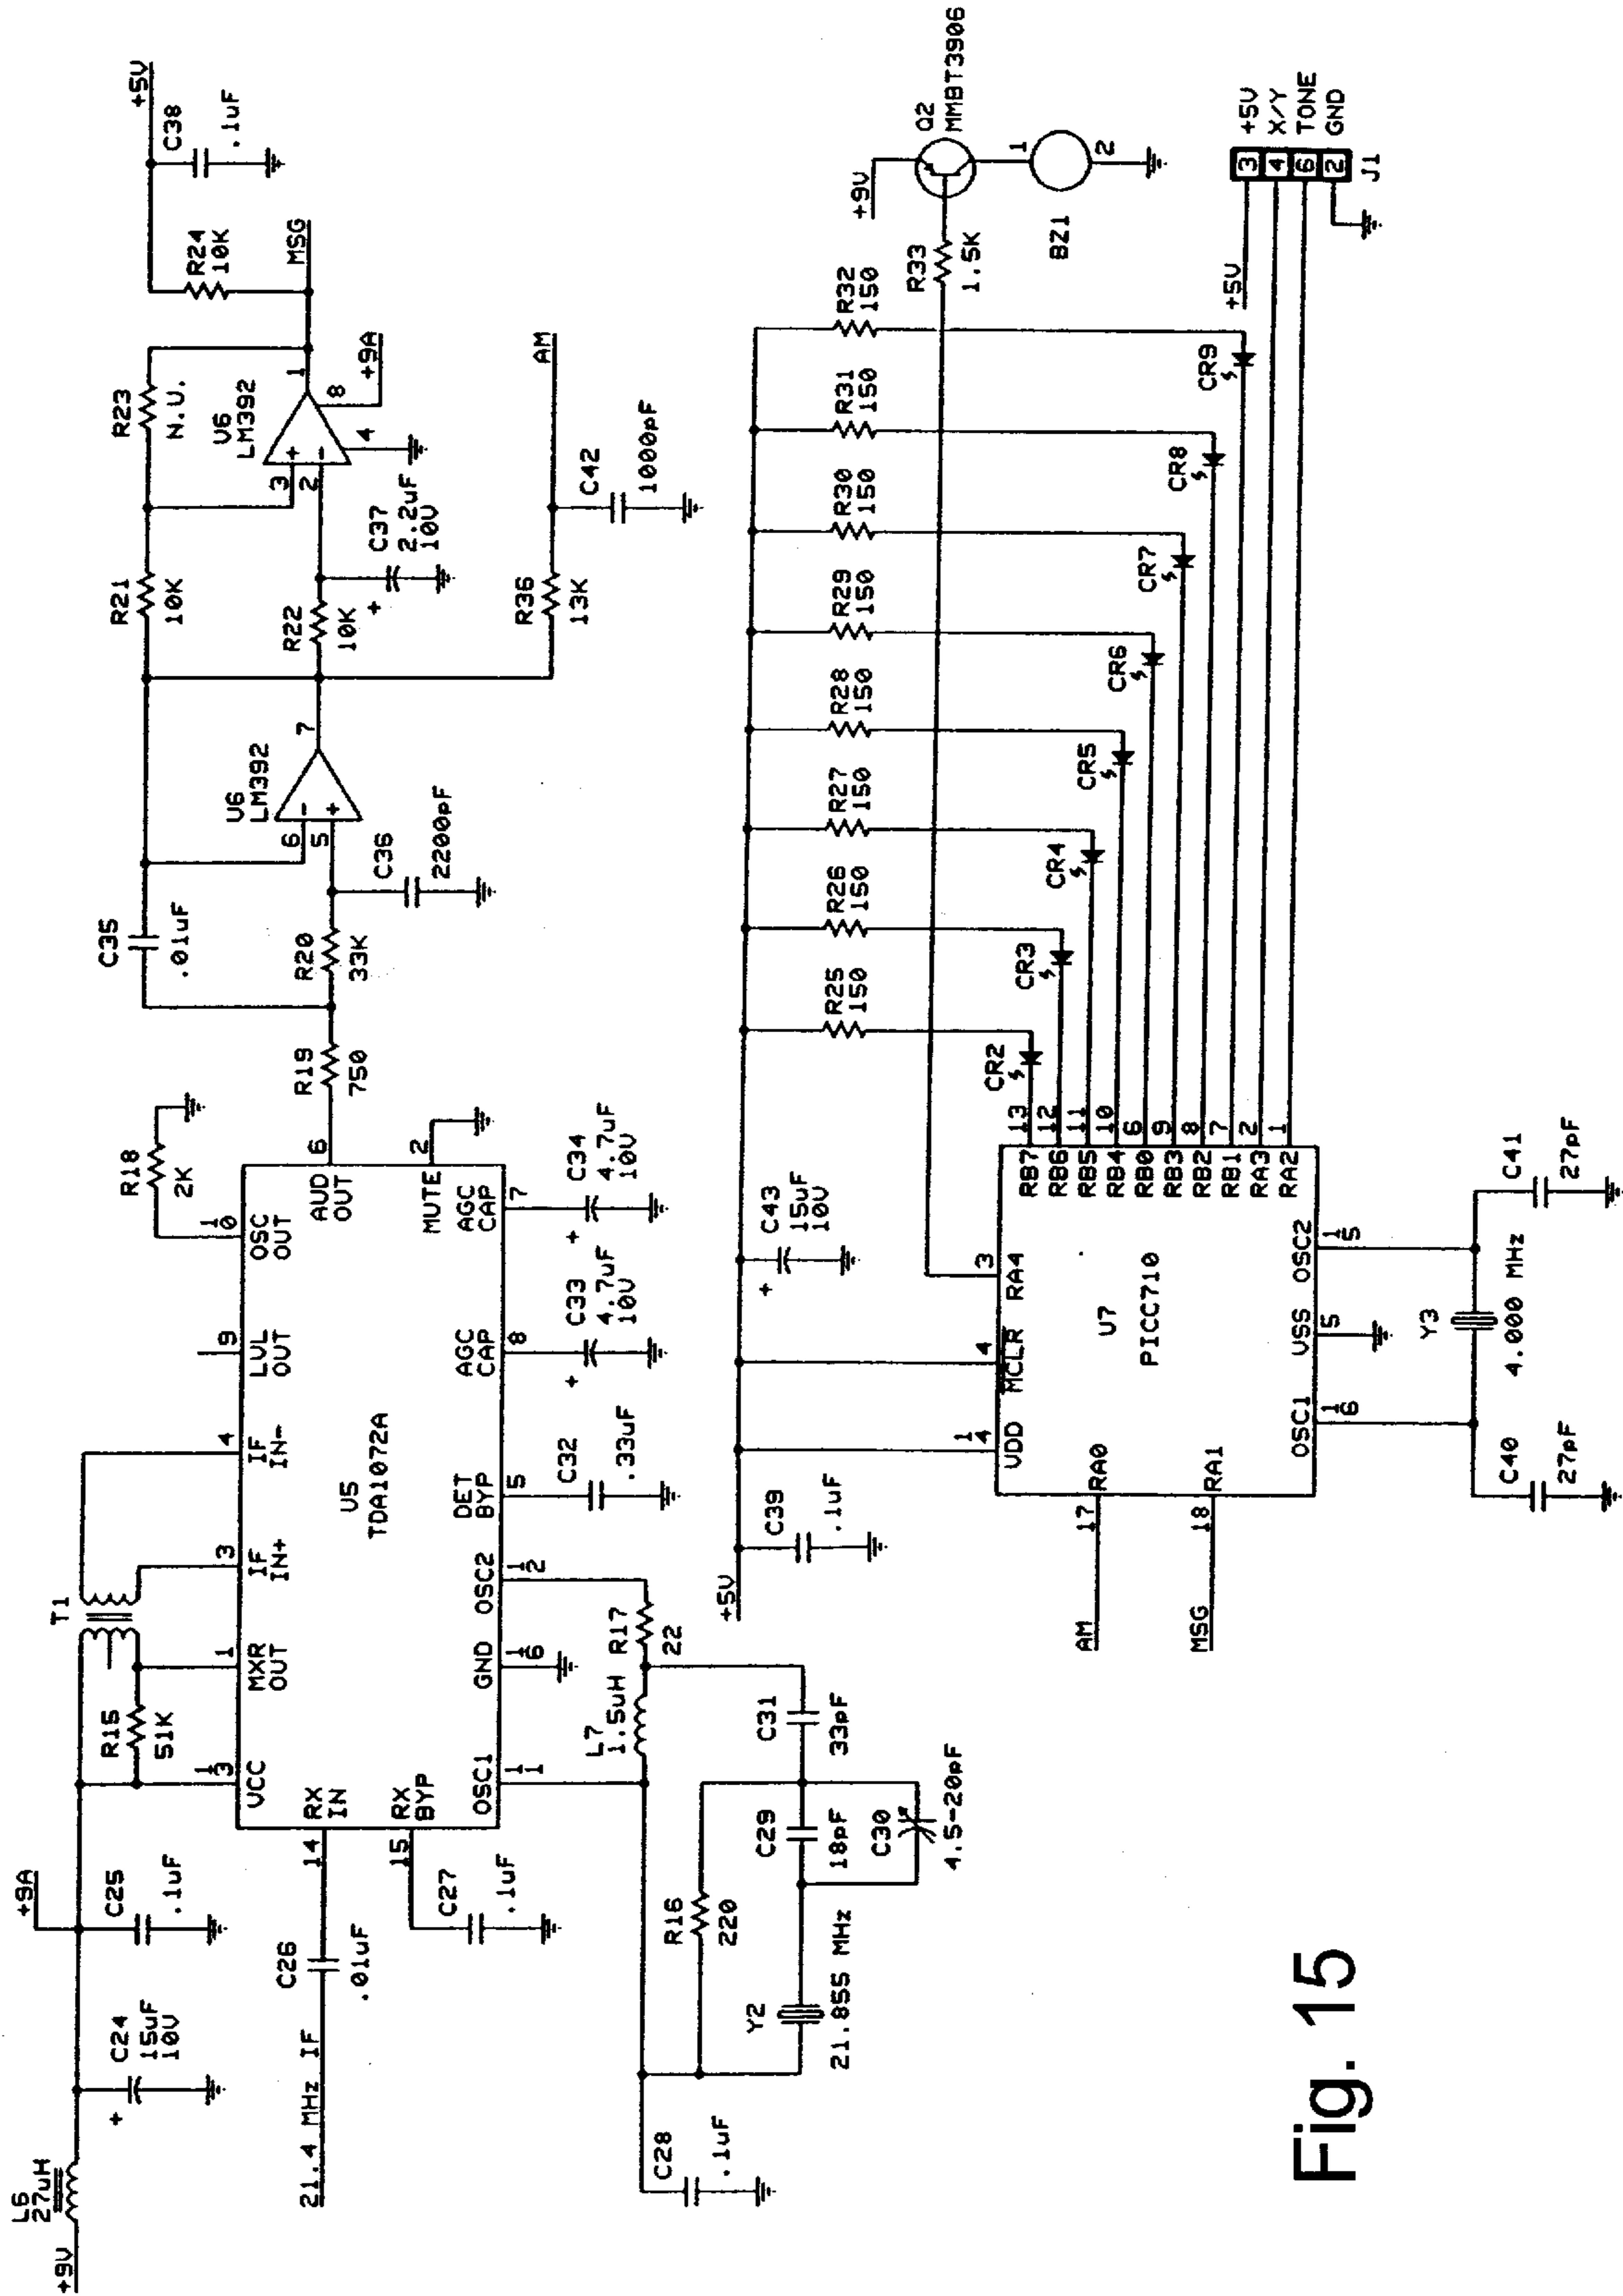 L6
27uH
+9V
+9A
C24
15uF
10V
C25
.1uF
21.4 MHz IF
C26
.01uF
C27
.1uF
R15
51K
T1
R18
2K
13
VCC
1
MXR
OUT
3
IF
IN+
4
IF
IN-
9
LVL
OUT
10
OSC
OUT
14
RX
IN
15
RX
BYP
U5
TDA1072A
6
AUD
OUT
2
MUTE
11
OSC1
16
GND
12
OSC2
5
DET
BYP
8
AGC
CAP
7
AGC
CAP
C32
.33uF
+
C33
4.7uF
10V
+
C34
4.7uF
10V
+
L7
1.5uH
R17
22
C28
.1uF
R16
220
Y2
21.855 MHz
C29
18pF
C30
4.5-20pF
C31
33pF
R19
750
R20
33K
C35
.01uF
C36
2200pF
U6
LM392
6
5
-
+
7
R21
10K
R22
10K
C37
2.2uF
10V
+
R23
N.U.
U6
LM392
3
2
+
-
1
8
4
+9A
R24
10K
MSG
+5V
C38
.1uF
R36
13K
AM
C42
1000pF
+5V
C39
.1uF
C43
15uF
10V
+
AM
17
RA0
MSG
18
RA1
14
VDD
4
MCLR
3
RA4
U7
PICC710
13
RB7
12
RB6
11
RB5
10
RB4
6
RB0
9
RB3
8
RB2
7
RB1
2
RA3
1
RA2
16
OSC1
5
VSS
15
OSC2
Y3
4.000 MHz
C40
27pF
C41
27pF
R25
150
R26
150
R27
150
R28
150
R29
150
R30
150
R31
150
R32
150
CR2
CR3
CR4
CR5
CR6
CR7
CR8
CR9
R33
1.5K
+9V
Q2
MMBT3906
1
2
BZ1
+5V
3 +5V
4 X/Y
6 TONE
2 GND
J1
Fig. 15